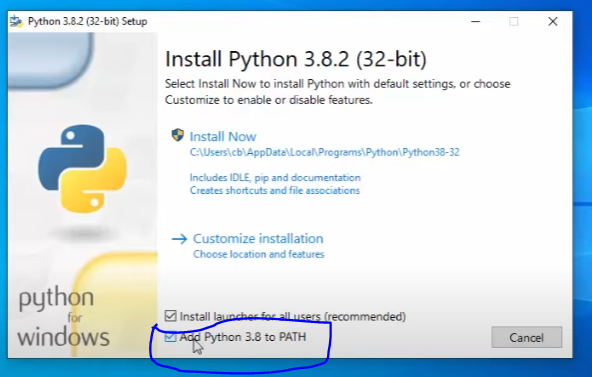 Python 3.8.2 (32-bit) Setup
Install Python 3.8.2 (32-bit)
Select Install Now to install Python with default settings, or choose
Customize to enable or disable features.
Install Now
C:\Users\cb\AppData\Local\Programs\Python\Python38-32
Includes IDLE, pip and documentation
Creates shortcuts and file associations
Customize installation
Choose location and features
python
for
windows
Install launcher for all users (recommended)
Add Python 3.8 to PATH
Cancel